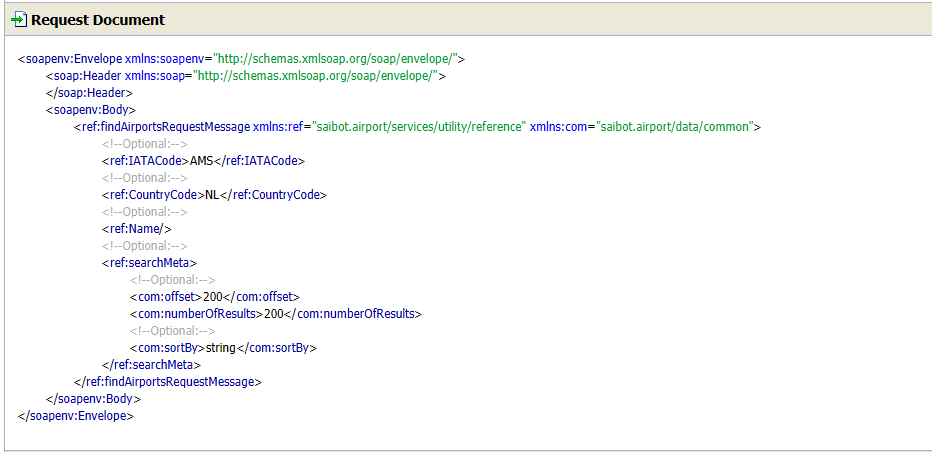 Request Document
<soapenv:Envelope xmlns:soapenv="http://schemas.xmlsoap.org/soap/envelope/">
<soap:Header xmlns:soap="http://schemas.xmlsoap.org/soap/envelope/">
</soap:Header>
<soapenv:Body>
<ref:findAirportsRequestMessage xmlns:ref="saibot.airport/services/utility/reference" xmlns:com="saibot.airport/data/common">
<!--Optional:-->
<ref:IATACode>AMS</ref:IATACode>
<!--Optional:-->
<ref:CountryCode>NL</ref:CountryCode>
<!--Optional:-->
<ref:Name/>
<!--Optional:-->
<ref:searchMeta>
<!--Optional:-->
<com:offset>200</com:offset>
<com:numberOfResults>200</com:numberOfResults>
<!--Optional:-->
<com:sortBy>string</com:sortBy>
</ref:searchMeta>
</ref:findAirportsRequestMessage>
</soapenv:Body>
</soapenv:Envelope>